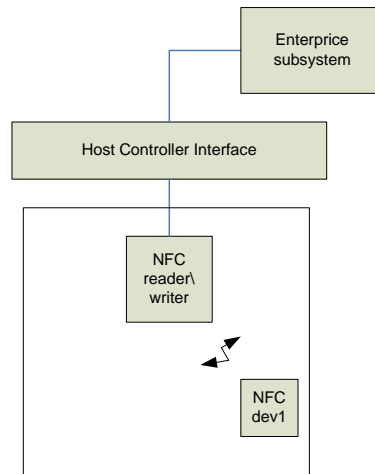 Enterprice
subsystem
Host Controller Interface
NFC
reader\
writer
NFC
dev1